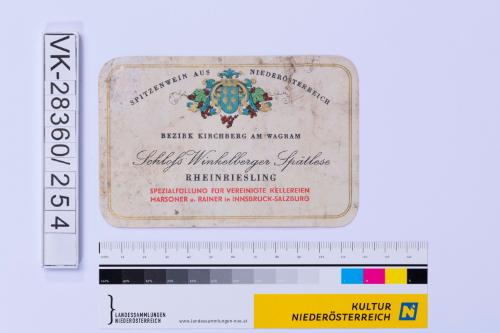 VK-28360/254
SPITZENWEIN AUS NIEDERÖSTERREICH
BEZIRK KIRCHBERG AM WAGRAM
Schloß Winkelberger Spätlese
RHEINRIESLING
SPEZIALFÜLLUNG FÜR VEREINIGTE KELLEREIEN
MARSONER u. RAINER in INNSBRUCK-SALZBURG
LANDESSAMMLUNGEN
NIEDERÖSTERREICH
www.landessammlungen-noe.at
KULTUR
NIEDERÖSTERREICH
N